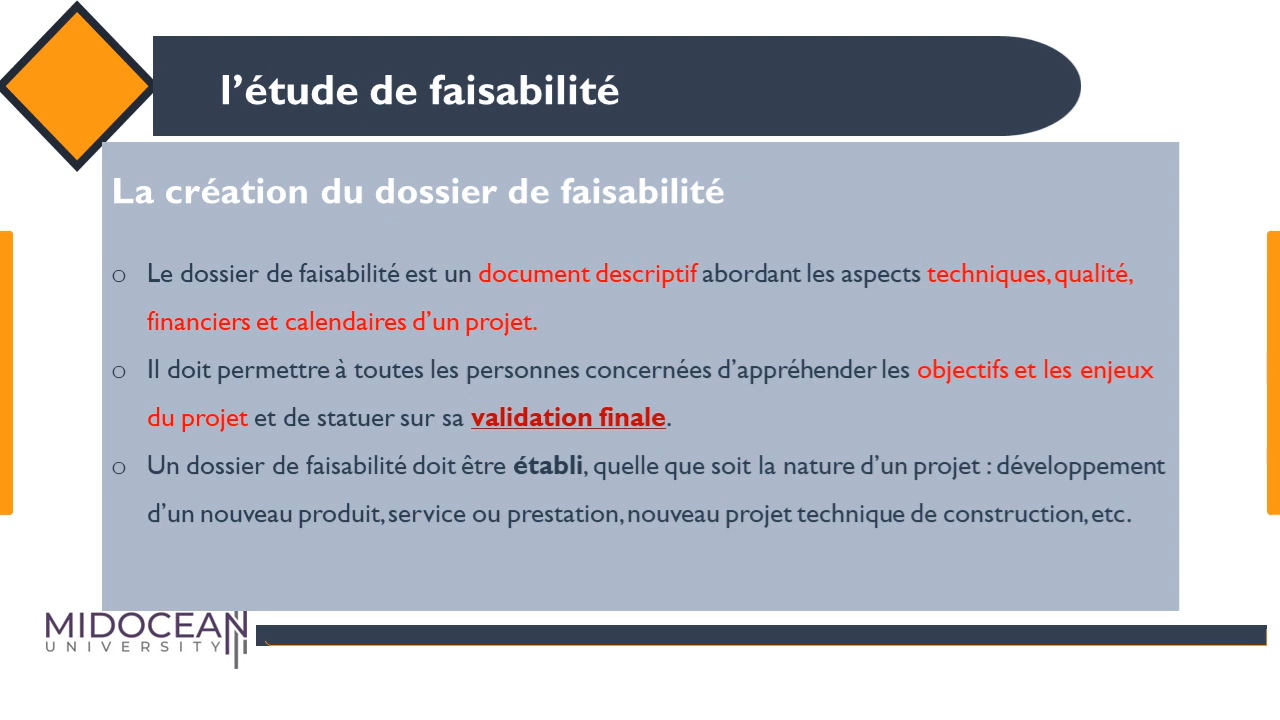 l’étude de faisabilité
La création du dossier de faisabilité
o Le dossier de faisabilité est un document descriptif abordant les aspects techniques, qualité,
financiers et calendaires d’un projet.
o Il doit permettre à toutes les personnes concernées d’appréhender les objectifs et les enjeux
du projet et de statuer sur sa validation finale.
o Un dossier de faisabilité doit être établi, quelle que soit la nature d’un projet : développement
d’un nouveau produit, service ou prestation, nouveau projet technique de construction, etc.
MIDOCEAN
UNIVERSITY